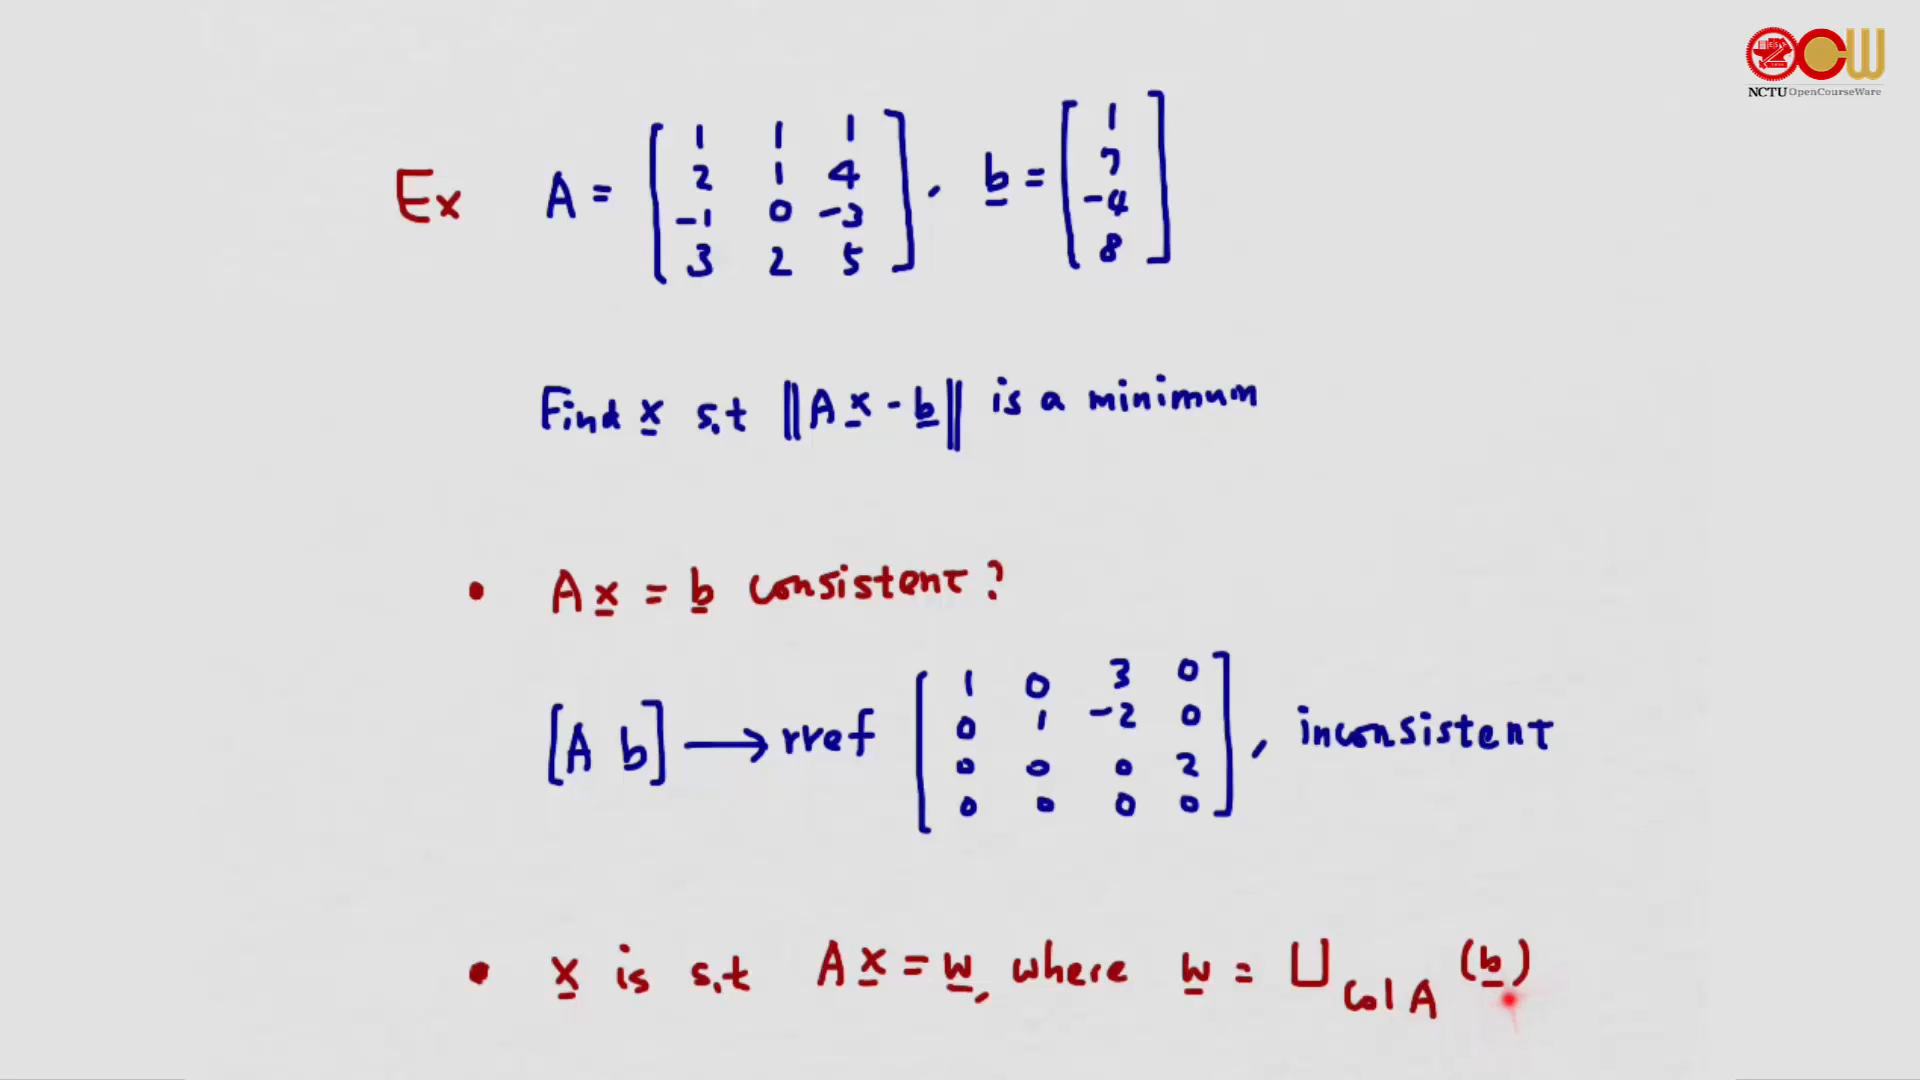 OCW
NCTU OpenCourseWare
Ex A = [ 1 1 1 ; 2 1 4 ; -1 0 -3 ; 3 2 5 ], b = [ 1 ; 7 ; -4 ; 8 ]
Find x s.t ||Ax - b|| is a minimum
• Ax = b consistent?
[A b] → rref [ 1 0 3 0 ; 0 1 -2 0 ; 0 0 0 2 ; 0 0 0 0 ], inconsistent
• x is s.t Ax = w, where w = ⊔ Col A (b)